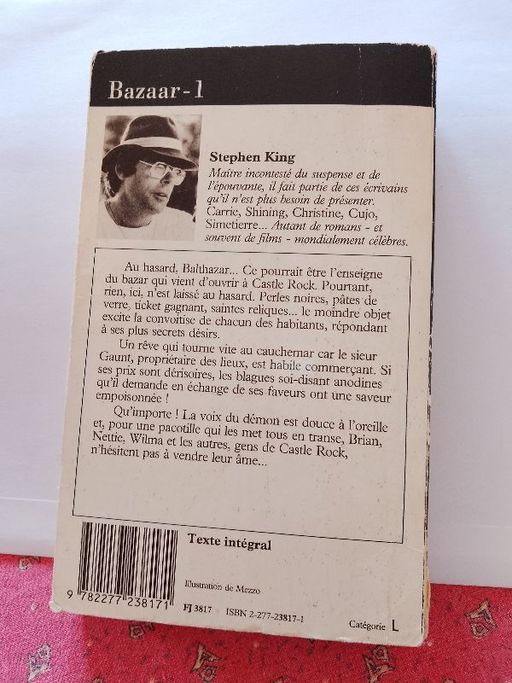 Bazaar-1
Stephen King
Maître incontesté du suspense et de
l'épouvante, il fait partie de ces écrivains
qu'il n'est plus besoin de présenter.
Carrie, Shining, Christine, Cujo,
Simetierre... Autant de romans - et
souvent de films - mondialement célèbres.
Au hasard, Balthazar... Ce pourrait être l'enseigne
du bazar qui vient d'ouvrir à Castle Rock. Pourtant,
rien, ici, n'est laissé au hasard. Perles noires, pâtes de
verre, ticket gagnant, saintes reliques... le moindre objet
excite la convoitise de chacun des habitants, répondant
à ses plus secrets désirs.
Un rêve qui tourne vite au cauchemar car le sieur
Gaunt, propriétaire des lieux, est habile commerçant. Si
ses prix sont dérisoires, les blagues soi-disant anodines
qu'il demande en échange de ses faveurs ont une saveur
empoisonnée !
Qu'importe ! La voix du démon est douce à l'oreille
et, pour une pacotille qui les met tous en transe, Brian,
Nettie, Wilma et les autres, gens de Castle Rock,
n'hésitent pas à vendre leur âme...
Texte intégral
Illustration de Mezzo
9 782277 238171
FJ 3817 ISBN 2-277-23817-1
Catégorie L